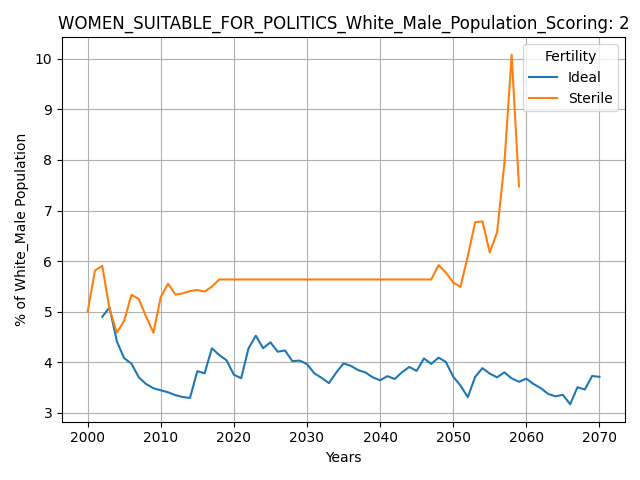 WOMEN_SUITABLE_FOR_POLITICS_White_Male_Population_Scoring: 2
Fertility
Ideal
Sterile
% of White_Male Population
10
9
8
7
6
5
4
3
2000 2010 2020 2030 2040 2050 2060 2070
Years